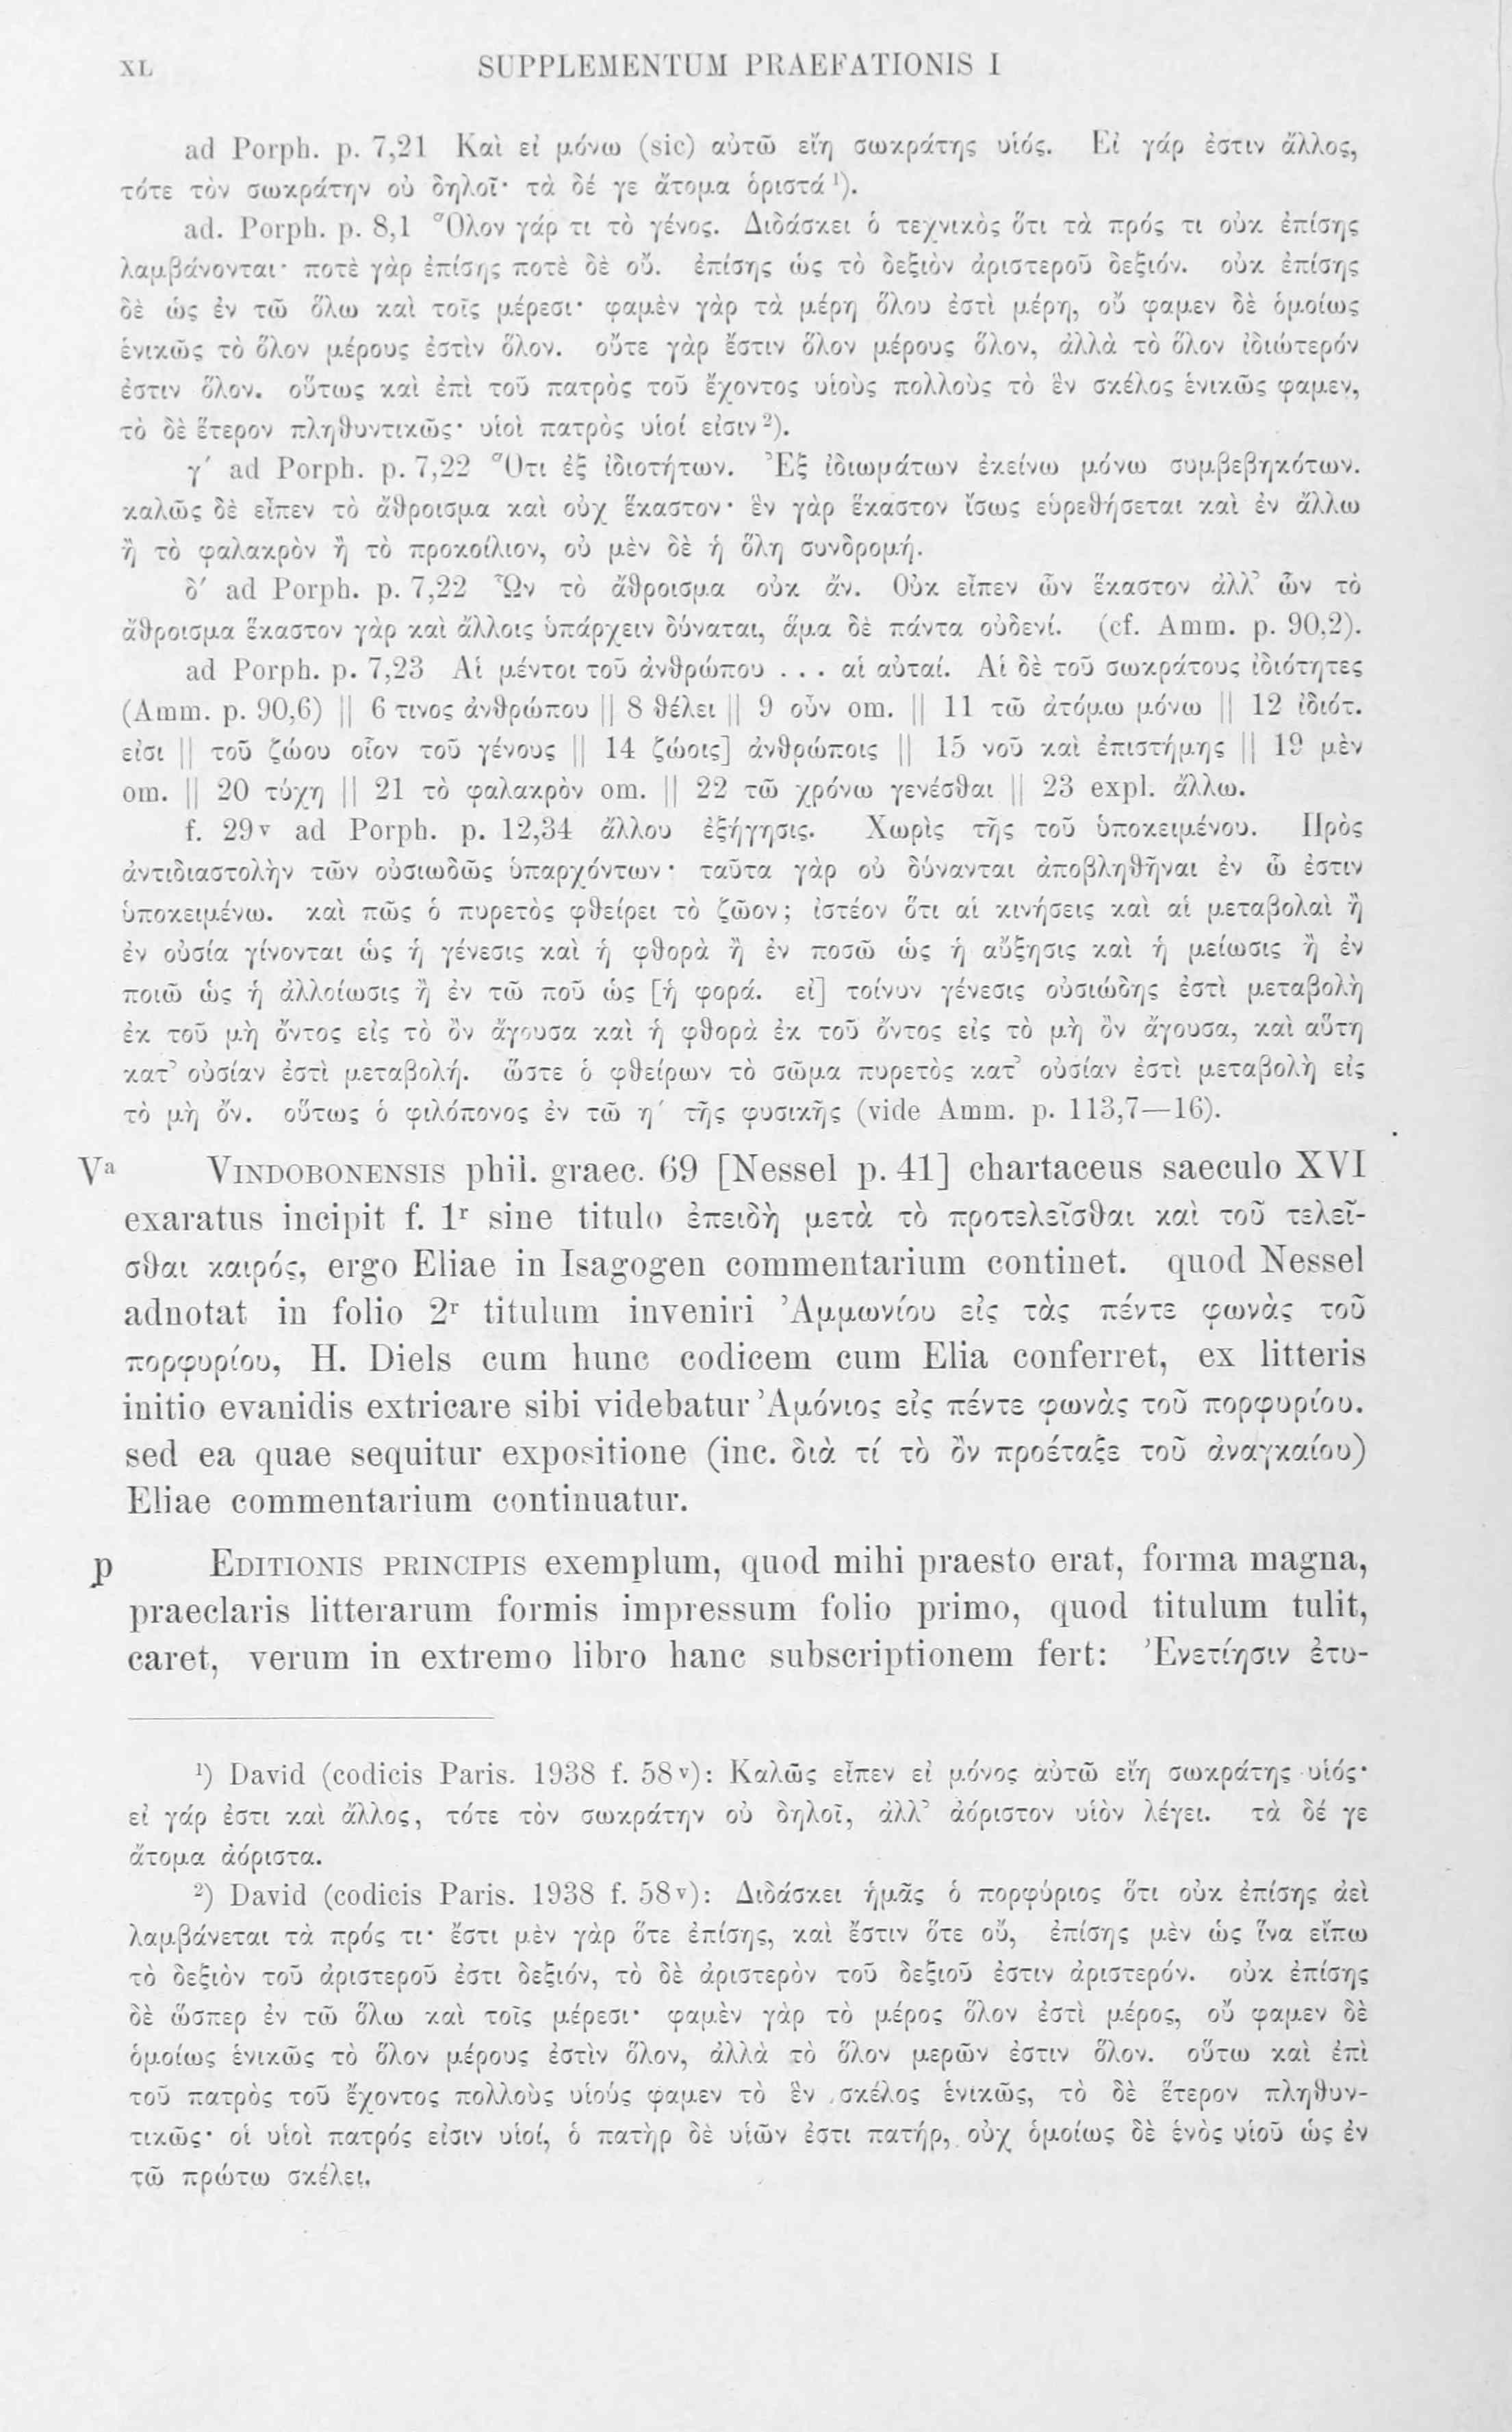 XL SUPPLEMENTUM PRAEFATIONIS I
ad Porph. p. 7,21 Καὶ εἰ μόνω (sic) αὐτῶ εἴη σωκράτης υἱός. Εἰ γάρ ἐστιν ἄλλος,
τότε τὸν σωκράτην οὐ δηλοῖ· τὰ δέ γε ἄτομα ὁριστά ¹).
ad. Porph. p. 8,1 Ὅλον γάρ τι τὸ γένος. Διδάσκει ὁ τεχνικὸς ὅτι τὰ πρός τι οὐκ ἐπίσης
λαμβάνονται· ποτὲ γὰρ ἐπίσης ποτὲ δὲ οὔ. ἐπίσης ὡς τὸ δεξιὸν ἀριστεροῦ δεξιόν. οὐκ ἐπίσης
δὲ ὡς ἐν τῶ ὅλω καὶ τοῖς μέρεσι· φαμὲν γὰρ τὰ μέρη ὅλου ἐστὶ μέρη, οὔ φαμεν δὲ ὁμοίως
ἑνικῶς τὸ ὅλον μέρους ἐστὶν ὅλον. οὔτε γὰρ ἔστιν ὅλον μέρους ὅλον, ἀλλὰ τὸ ὅλον ἰδιώτερόν
ἐστιν ὅλον. οὕτως καὶ ἐπὶ τοῦ πατρὸς τοῦ ἔχοντος υἱοὺς πολλοὺς τὸ ἓν σκέλος ἑνικῶς φαμεν,
τὸ δὲ ἕτερον πληθυντικῶς· υἱοὶ πατρὸς υἱοί εἰσιν ²).
γ´ ad Porph. p. 7,22 Ὅτι ἐξ ἰδιοτήτων. Ἐξ ἰδιωμάτων ἐκείνω μόνω συμβεβηκότων.
καλῶς δὲ εἶπεν τὸ ἄθροισμα καὶ οὐχ ἕκαστον· ἓν γὰρ ἕκαστον ἴσως εὑρεθήσεται καὶ ἐν ἄλλω
ἢ τὸ φαλακρὸν ἢ τὸ προκοίλιον, οὐ μὲν δὲ ἡ ὅλη συνδρομή.
δ´ ad Porph. p. 7,22 Ὧν τὸ ἄθροισμα οὐκ ἄν. Οὐκ εἶπεν ὧν ἕκαστον ἀλλ’ ὧν τὸ
ἄθροισμα ἕκαστον γὰρ καὶ ἄλλοις ὑπάρχειν δύναται, ἅμα δὲ πάντα οὐδενί. (cf. Amm. p. 90,2).
ad Porph. p. 7,23 Αἱ μέντοι τοῦ ἀνθρώπου . . . αἱ αὐταί. Αἱ δὲ τοῦ σωκράτους ἰδιότητες
(Amm. p. 90,6) || 6 τινος ἀνθρώπου || 8 θέλει || 9 οὖν om. || 11 τῶ ἀτόμω μόνω || 12 ἰδιότ.
εἰσι || τοῦ ζώου οἷον τοῦ γένους || 14 ζώοις] ἀνθρώποις || 15 νοῦ καὶ ἐπιστήμης || 19 μὲν
om. || 20 τύχη || 21 τὸ φαλακρὸν om. || 22 τῶ χρόνω γενέσθαι || 23 expl. ἄλλω.
f. 29ᵛ ad Porph. p. 12,34 ἄλλου ἐξήγησις. Χωρὶς τῆς τοῦ ὑποκειμένου. Πρὸς
ἀντιδιαστολὴν τῶν οὐσιωδῶς ὑπαρχόντων· ταῦτα γὰρ οὐ δύνανται ἀποβληθῆναι ἐν ὧ ἐστιν
ὑποκειμένω. καὶ πῶς ὁ πυρετὸς φθείρει τὸ ζῶον; ἰστέον ὅτι αἱ κινήσεις καὶ αἱ μεταβολαὶ ἢ
ἐν οὐσία γίνονται ὡς ἡ γένεσις καὶ ἡ φθορὰ ἢ ἐν ποσῶ ὡς ἡ αὔξησις καὶ ἡ μείωσις ἢ ἐν
ποιῶ ὡς ἡ ἀλλοίωσις ἢ ἐν τῶ ποῦ ὡς [ἡ φορά. εἰ] τοίνυν γένεσις οὐσιώδης ἐστὶ μεταβολὴ
ἐκ τοῦ μὴ ὄντος εἰς τὸ ὂν ἄγουσα καὶ ἡ φθορὰ ἐκ τοῦ ὄντος εἰς τὸ μὴ ὂν ἄγουσα, καὶ αὕτη
κατ’ οὐσίαν ἐστὶ μεταβολή. ὥστε ὁ φθείρων τὸ σῶμα πυρετὸς κατ’ οὐσίαν ἐστὶ μεταβολὴ εἰς
τὸ μὴ ὄν. οὕτως ὁ φιλόπονος ἐν τῶ η´ τῆς φυσικῆς (vide Amm. p. 113,7—16).
Vᵃ VINDOBONENSIS phil. graec. 69 [Nessel p. 41] chartaceus saeculo XVI
exaratus incipit f. 1ʳ sine titulo ἐπειδὴ μετὰ τὸ προτελεῖσθαι καὶ τοῦ τελεῖ-
σθαι καιρός, ergo Eliae in Isagogen commentarium continet. quod Nessel
adnotat in folio 2ʳ titulum inveniri Ἀμμωνίου εἰς τὰς πέντε φωνὰς τοῦ
πορφυρίου, H. Diels cum hunc codicem cum Elia conferret, ex litteris
initio evanidis extricare sibi videbatur Ἀμόνιος εἰς πέντε φωνὰς τοῦ πορφυρίου.
sed ea quae sequitur expositione (inc. διὰ τί τὸ ὂν προέταξε τοῦ ἀναγκαίου)
Eliae commentarium continuatur.
p EDITIONIS PRINCIPIS exemplum, quod mihi praesto erat, forma magna,
praeclaris litterarum formis impressum folio primo, quod titulum tulit,
caret, verum in extremo libro hanc subscriptionem fert: Ἐνετίησιν ἐτυ-
¹) David (codicis Paris. 1938 f. 58ᵛ): Καλῶς εἶπεν εἰ μόνος αὐτῶ εἴη σωκράτης υἱός·
εἰ γάρ ἐστι καὶ ἄλλος, τότε τὸν σωκράτην οὐ δηλοῖ, ἀλλ’ ἀόριστον υἱὸν λέγει. τὰ δέ γε
ἄτομα ἀόριστα.
²) David (codicis Paris. 1938 f. 58ᵛ): Διδάσκει ἡμᾶς ὁ πορφύριος ὅτι οὐκ ἐπίσης ἀεὶ
λαμβάνεται τὰ πρός τι· ἔστι μὲν γὰρ ὅτε ἐπίσης, καὶ ἔστιν ὅτε οὔ, ἐπίσης μὲν ὡς ἵνα εἴπω
τὸ δεξιὸν τοῦ ἀριστεροῦ ἐστι δεξιόν, τὸ δὲ ἀριστερὸν τοῦ δεξιοῦ ἐστιν ἀριστερόν. οὐκ ἐπίσης
δὲ ὥσπερ ἐν τῶ ὅλω καὶ τοῖς μέρεσι· φαμὲν γὰρ τὸ μέρος ὅλον ἐστὶ μέρος, οὔ φαμεν δὲ
ὁμοίως ἑνικῶς τὸ ὅλον μέρους ἐστὶν ὅλον, ἀλλὰ τὸ ὅλον μερῶν ἐστιν ὅλον. οὕτω καὶ ἐπὶ
τοῦ πατρὸς τοῦ ἔχοντος πολλοὺς υἱούς φαμεν τὸ ἓν σκέλος ἑνικῶς, τὸ δὲ ἕτερον πληθυν-
τικῶς· οἱ υἱοὶ πατρός εἰσιν υἱοί, ὁ πατὴρ δὲ υἱῶν ἐστι πατήρ, οὐχ ὁμοίως δὲ ἑνὸς υἱοῦ ὡς ἐν
τῶ πρώτω σκέλει.